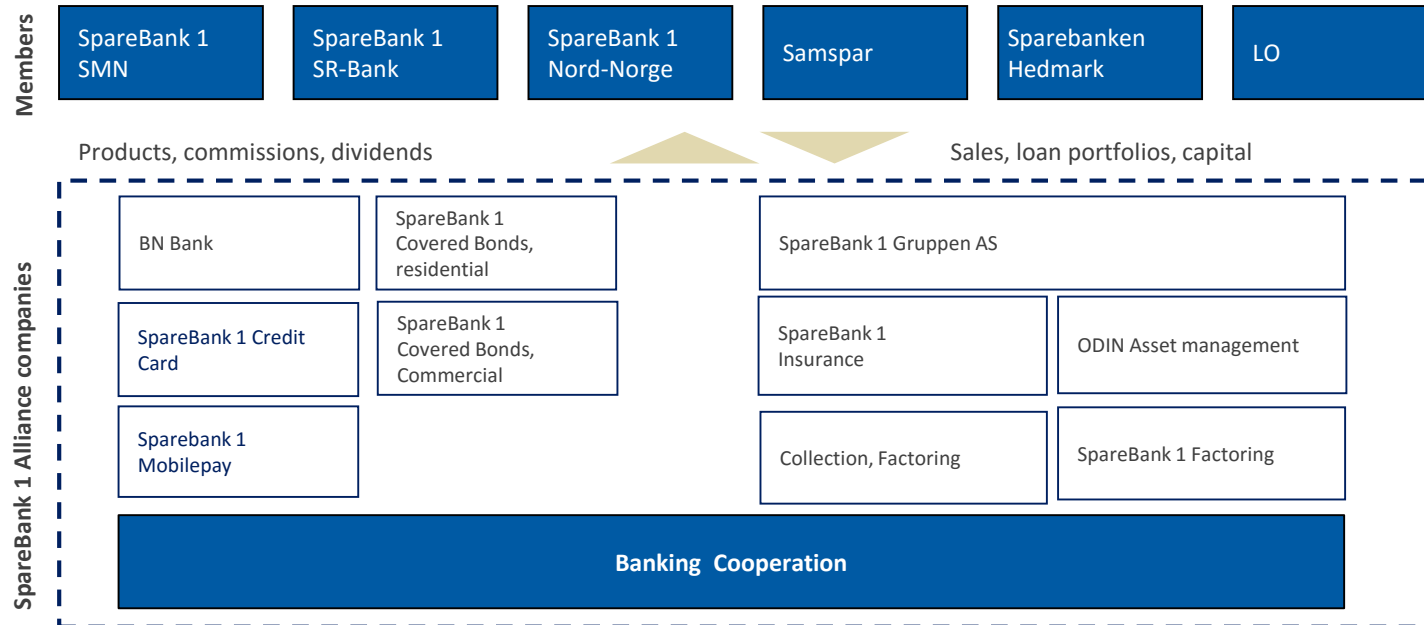 Members
SpareBank 1
SMN
SpareBank 1
SR-Bank
SpareBank 1
Nord-Norge
Samspar
Sparebanken
Hedmark
LO
Products, commissions, dividends
Sales, loan portfolios, capital
SpareBank 1 Alliance companies
BN Bank
SpareBank 1
Covered Bonds,
residential
SpareBank 1 Gruppen AS
SpareBank 1 Credit
Card
SpareBank 1
Covered Bonds,
Commercial
SpareBank 1
Insurance
ODIN Asset management
Sparebank 1
Mobilepay
Collection, Factoring
SpareBank 1 Factoring
Banking Cooperation